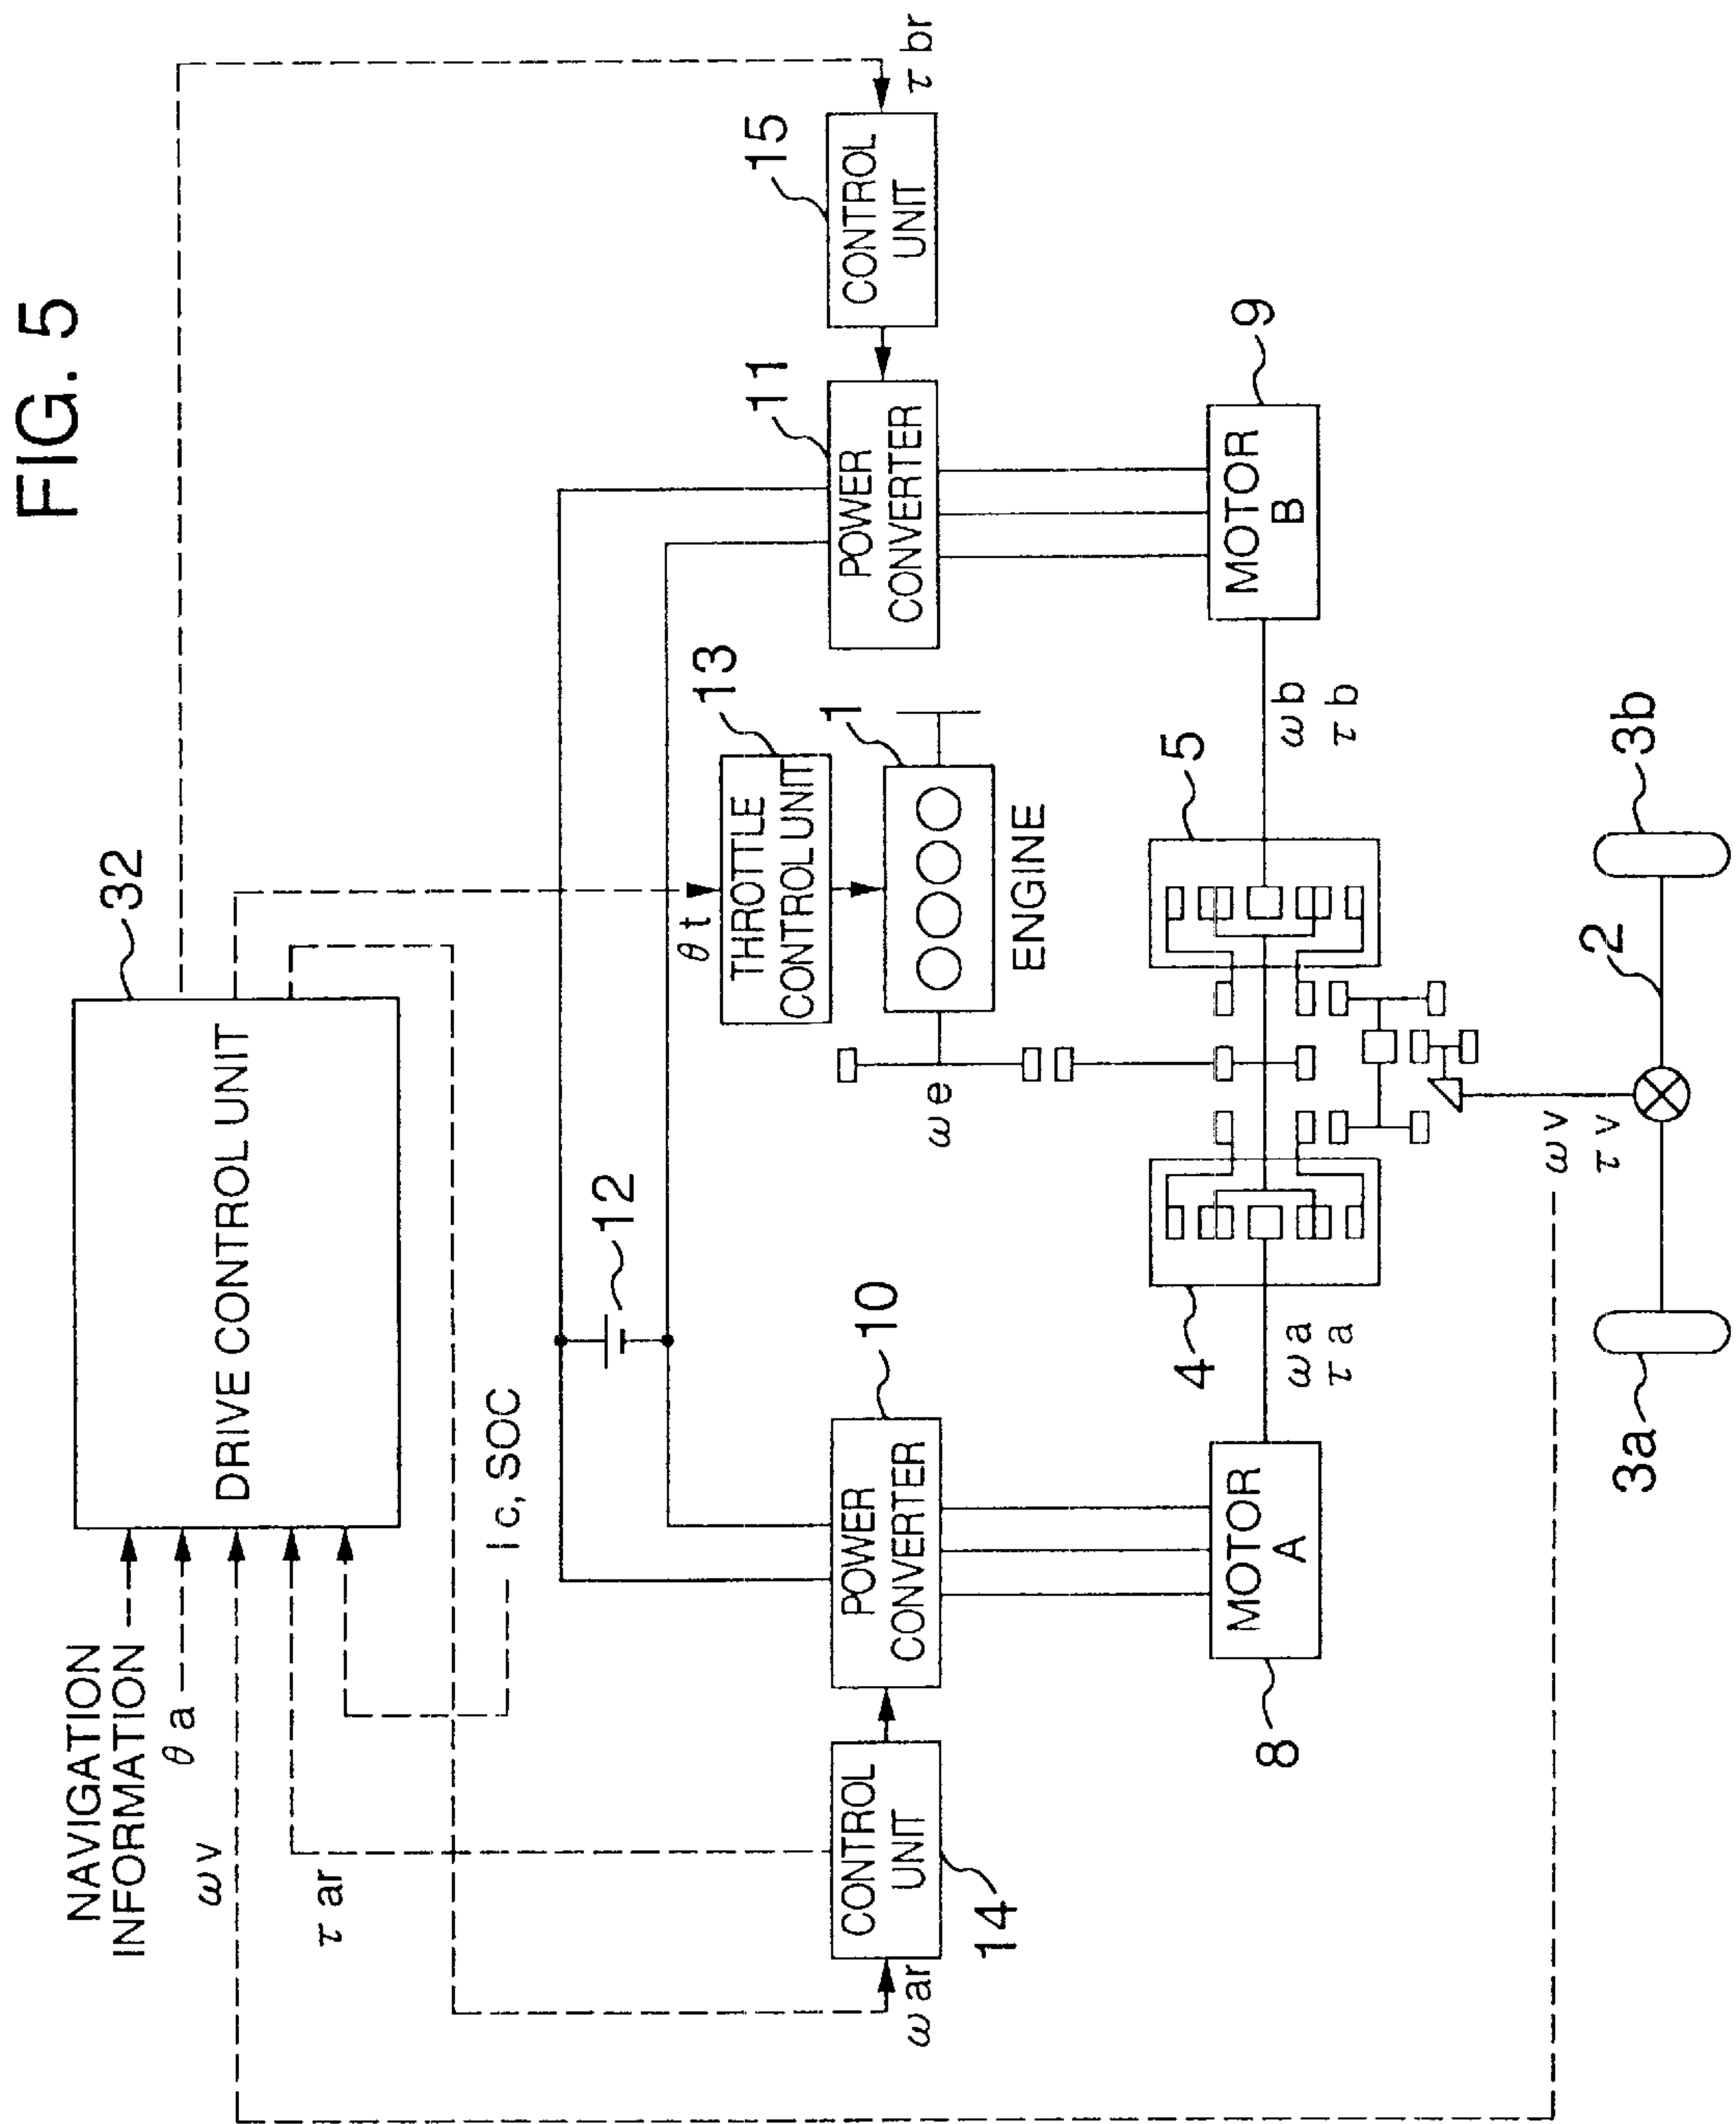 FIG. 5
NAVIGATION
INFORMATION
θa
ωv
τar
DRIVE CONTROL UNIT
32
Ic, SOC
12
θt
THROTTLE
CONTROL UNIT
13
1
ENGINE
ωe
ωar
CONTROL
UNIT
14
POWER
CONVERTER
10
POWER
CONVERTER
11
CONTROL
UNIT
15
τbr
MOTOR
A
8
ωa
τa
4
5
ωb
τb
MOTOR
B
9
ωv
τv
2
3a
3b